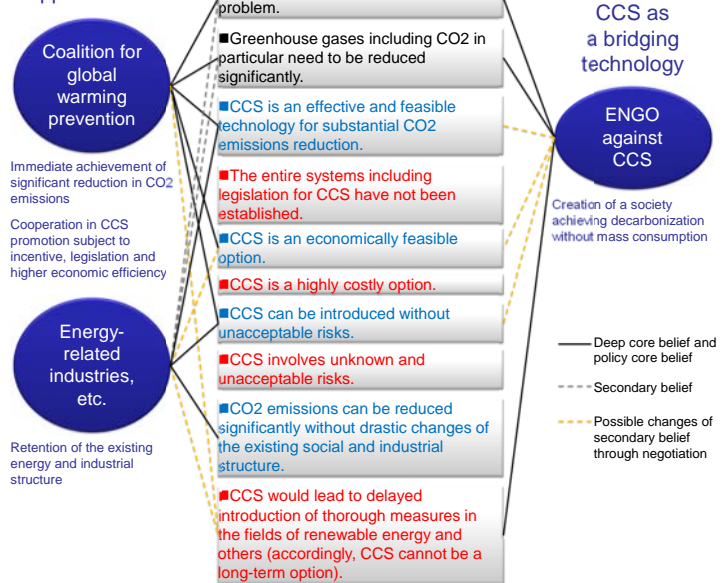 problem.
CCS as
a bridging
technology
■Greenhouse gases including CO2 in
particular need to be reduced
significantly.
Coalition for
global
warming
prevention
■CCS is an effective and feasible
technology for substantial CO2
emissions reduction.
ENGO
against
CCS
Immediate achievement of
significant reduction in CO2
emissions
■The entire systems including
legislation for CCS have not been
established.
Creation of a society
achieving decarbonization
without mass consumption
Cooperation in CCS
promotion subject to
incentive, legislation and
higher economic efficiency
■CCS is an economically feasible
option.
■CCS is a highly costly option.
■CCS can be introduced without
unacceptable risks.
Energy-
related
industries,
etc.
■CCS involves unknown and
unacceptable risks.
Deep core belief and
policy core belief
Secondary belief
Possible changes of
secondary belief
through negotiation
■CO2 emissions can be reduced
significantly without drastic changes of
the existing social and industrial
structure.
Retention of the existing
energy and industrial
structure
■CCS would lead to delayed
introduction of thorough measures in
the fields of renewable energy and
others (accordingly, CCS cannot be a
long-term option).